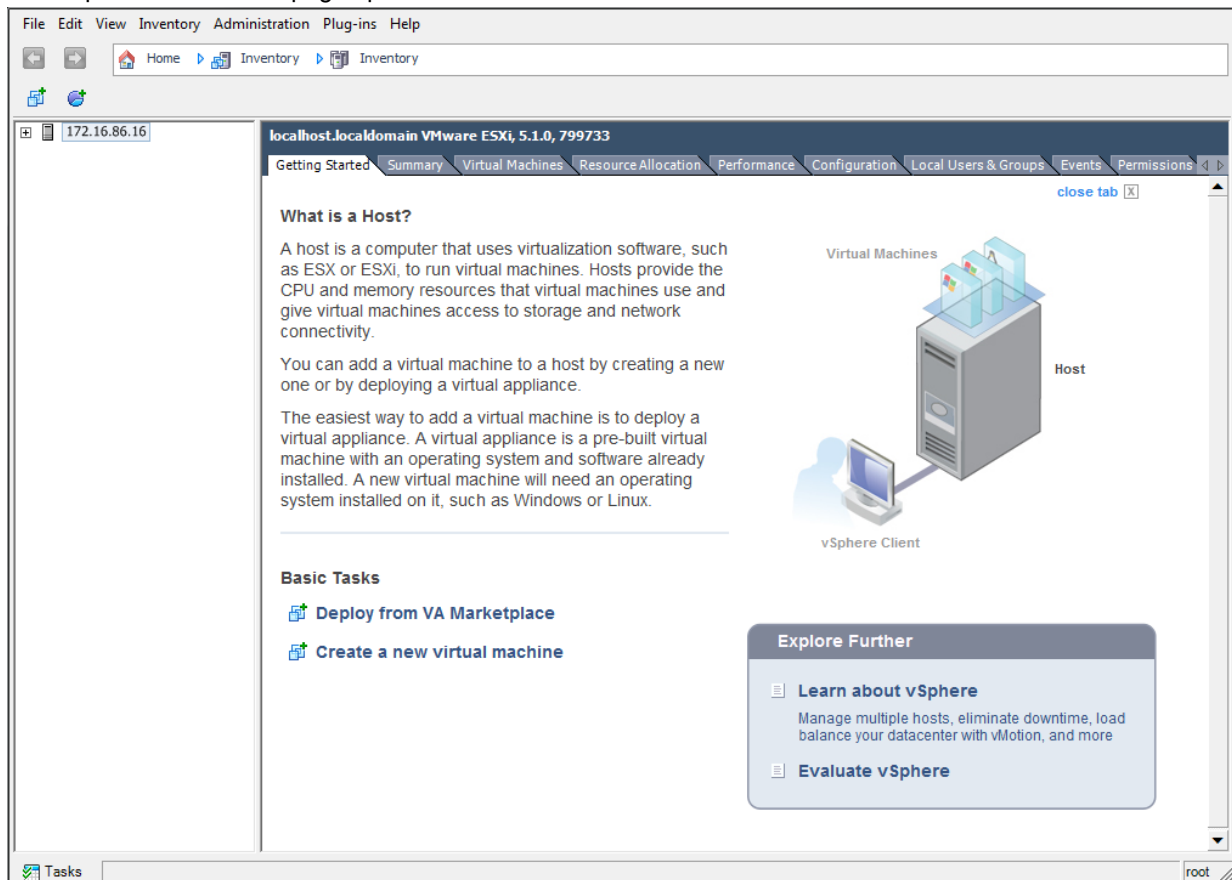 File Edit View Inventory Administration Plug-ins Help
Home Inventory Inventory
172.16.86.16
localhost.localdomain VMware ESXi, 5.1.0, 799733
Getting Started Summary Virtual Machines Resource Allocation Performance Configuration Local Users & Groups Events Permissions
close tab X
What is a Host?
A host is a computer that uses virtualization software, such
as ESX or ESXi, to run virtual machines. Hosts provide the
CPU and memory resources that virtual machines use and
give virtual machines access to storage and network
connectivity.
You can add a virtual machine to a host by creating a new
one or by deploying a virtual appliance.
The easiest way to add a virtual machine is to deploy a
virtual appliance. A virtual appliance is a pre-built virtual
machine with an operating system and software already
installed. A new virtual machine will need an operating
system installed on it, such as Windows or Linux.
Virtual Machines
Host
vSphere Client
Basic Tasks
Deploy from VA Marketplace
Create a new virtual machine
Explore Further
Learn about vSphere
Manage multiple hosts, eliminate downtime, load
balance your datacenter with vMotion, and more
Evaluate vSphere
Tasks
root